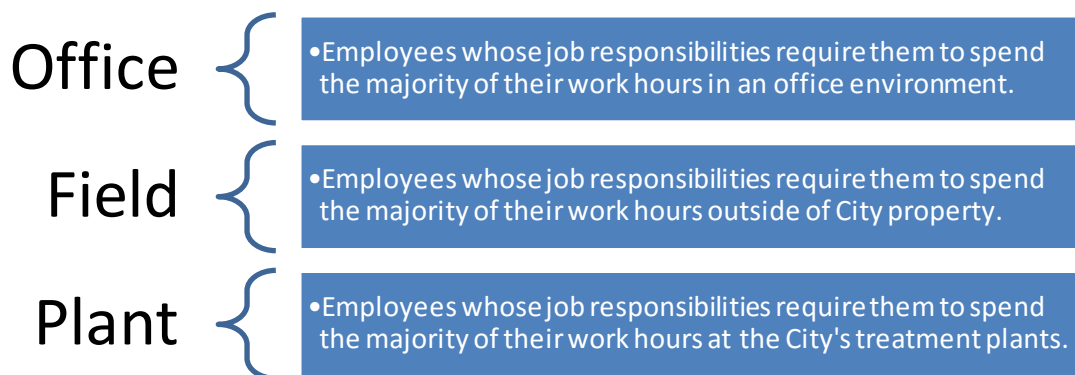 Office
•Employees whose job responsibilities require them to spend
the majority of their work hours in an office environment.
Field
•Employees whose job responsibilities require them to spend
the majority of their work hours outside of City property.
Plant
•Employees whose job responsibilities require them to spend
the majority of their work hours at the City's treatment plants.